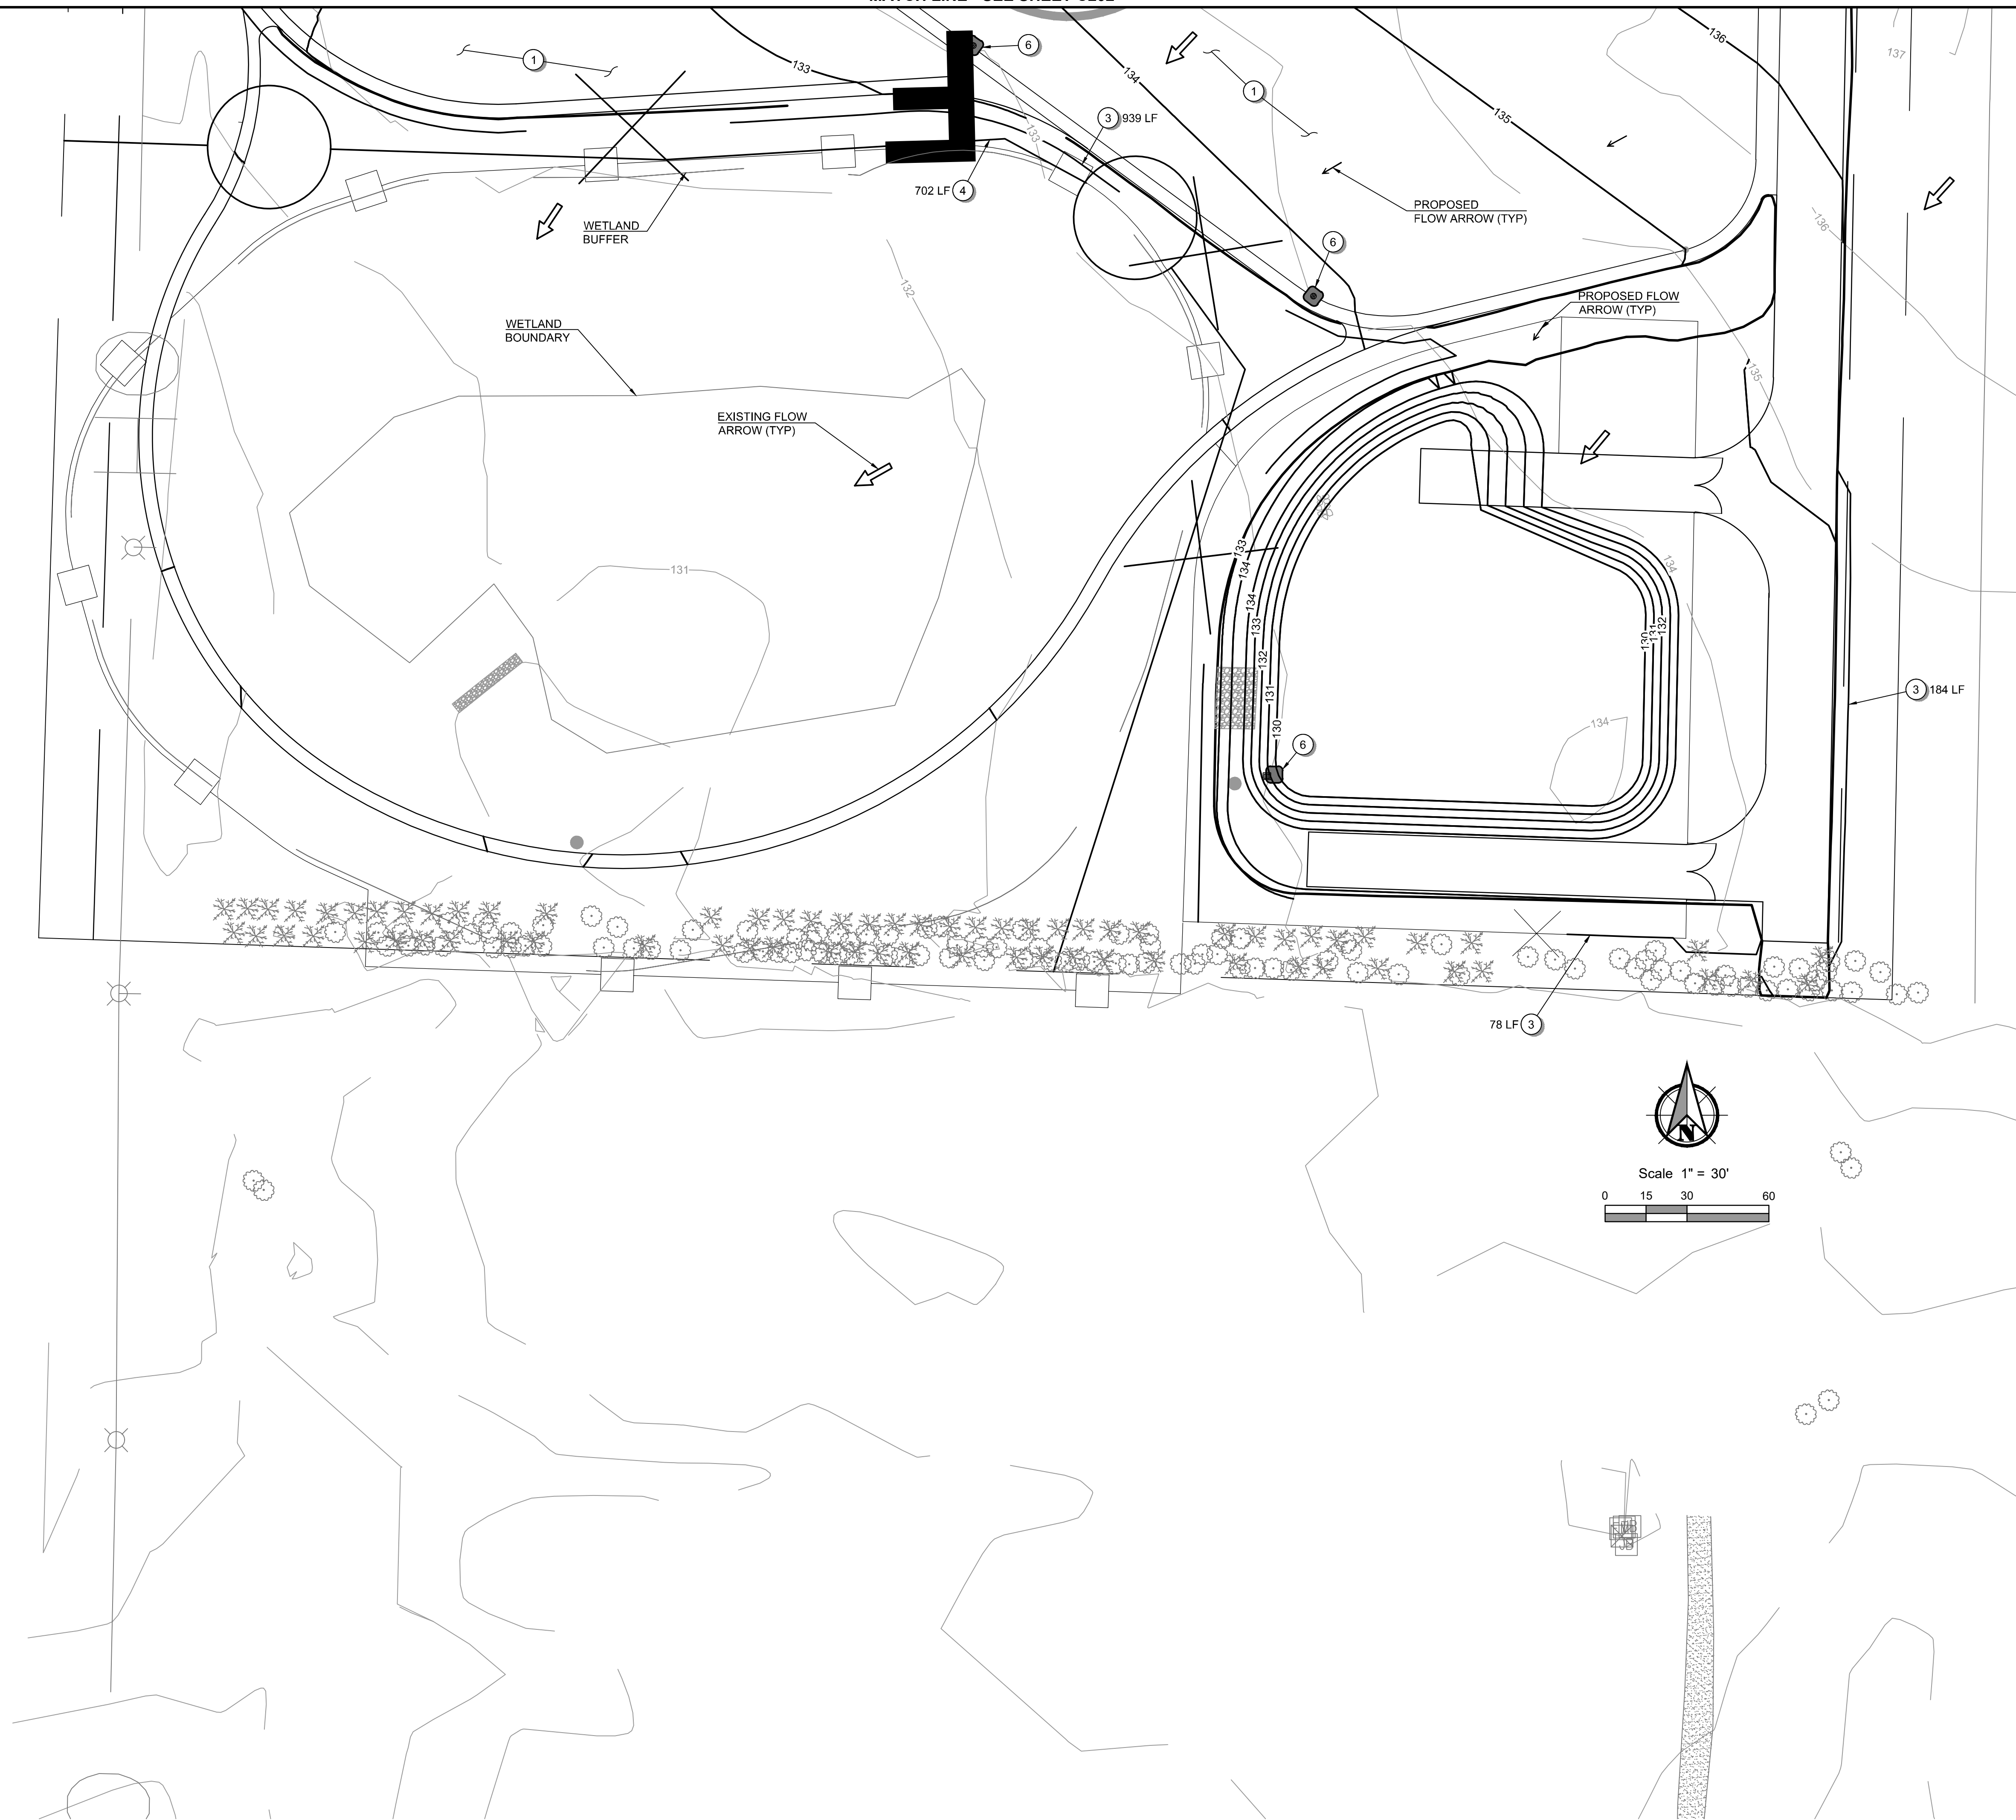 6
1
133
136
137
134
1
135
3 939 LF
133
702 LF 4
WETLAND
BUFFER
PROPOSED
FLOW ARROW (TYP)
136
6
132
PROPOSED FLOW
ARROW (TYP)
WETLAND
BOUNDARY
135
EXISTING FLOW
ARROW (TYP)
133
134
134
131
134
133
132
131
130
130
131
132
3 184 LF
134
6
78 LF 3
N
Scale 1" = 30'
0 15 30 60
JB
JB